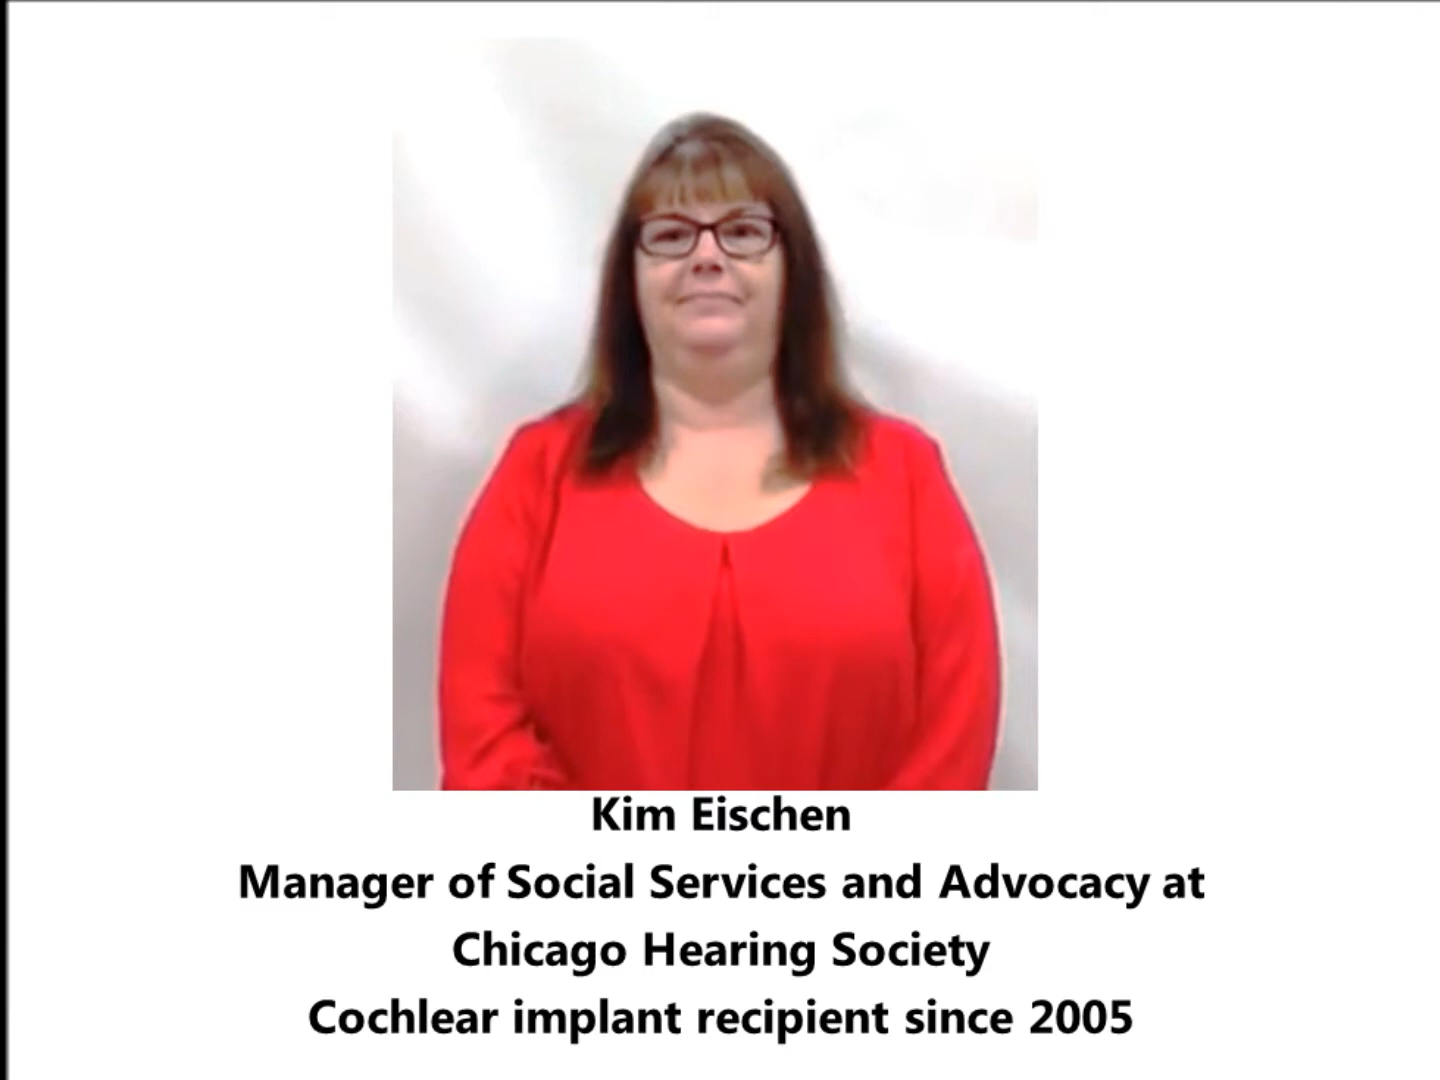 Kim Eischen
Manager of Social Services and Advocacy at
Chicago Hearing Society
Cochlear implant recipient since 2005